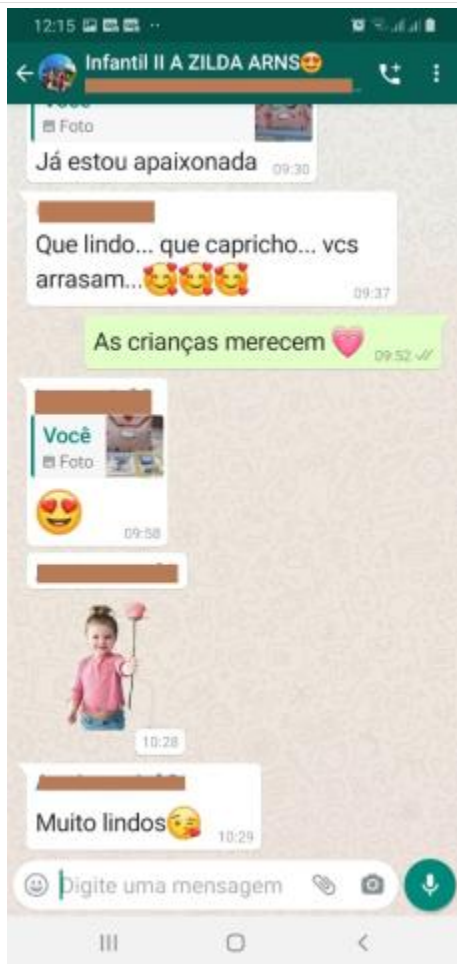 12:15
Infantil II A ZILDA ARNS😍
Foto
Já estou apaixonada 09:30
Que lindo... que capricho... vcs
arrasam...🥰🥰🥰
09:37
As crianças merecem 💗 09:52
Você
Foto
😍
09:58
10:28
Muito lindos😘 10:29
Digite uma mensagem